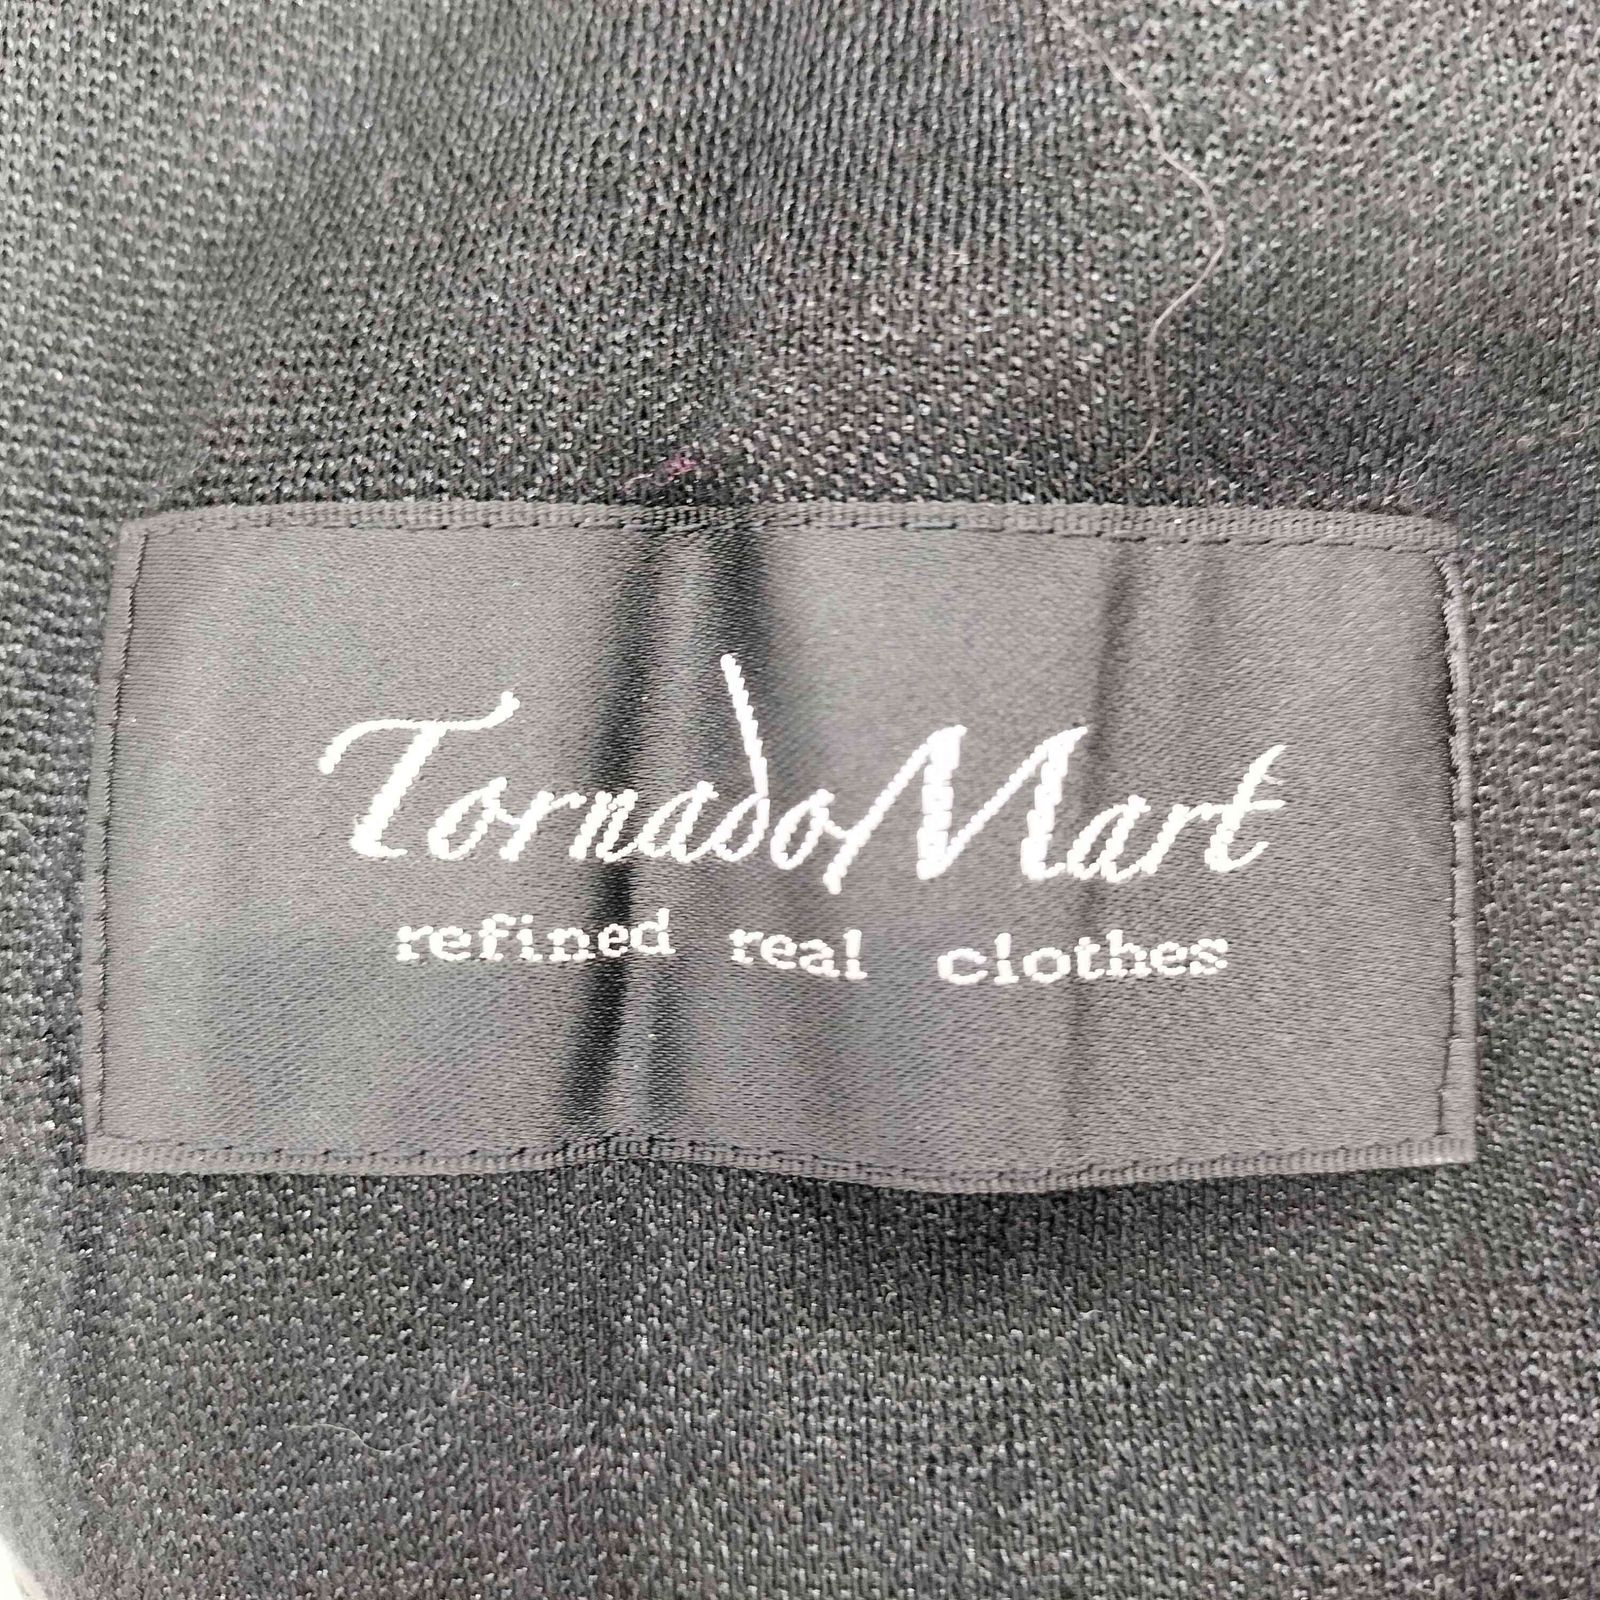 TornadoMart
refined real clothes